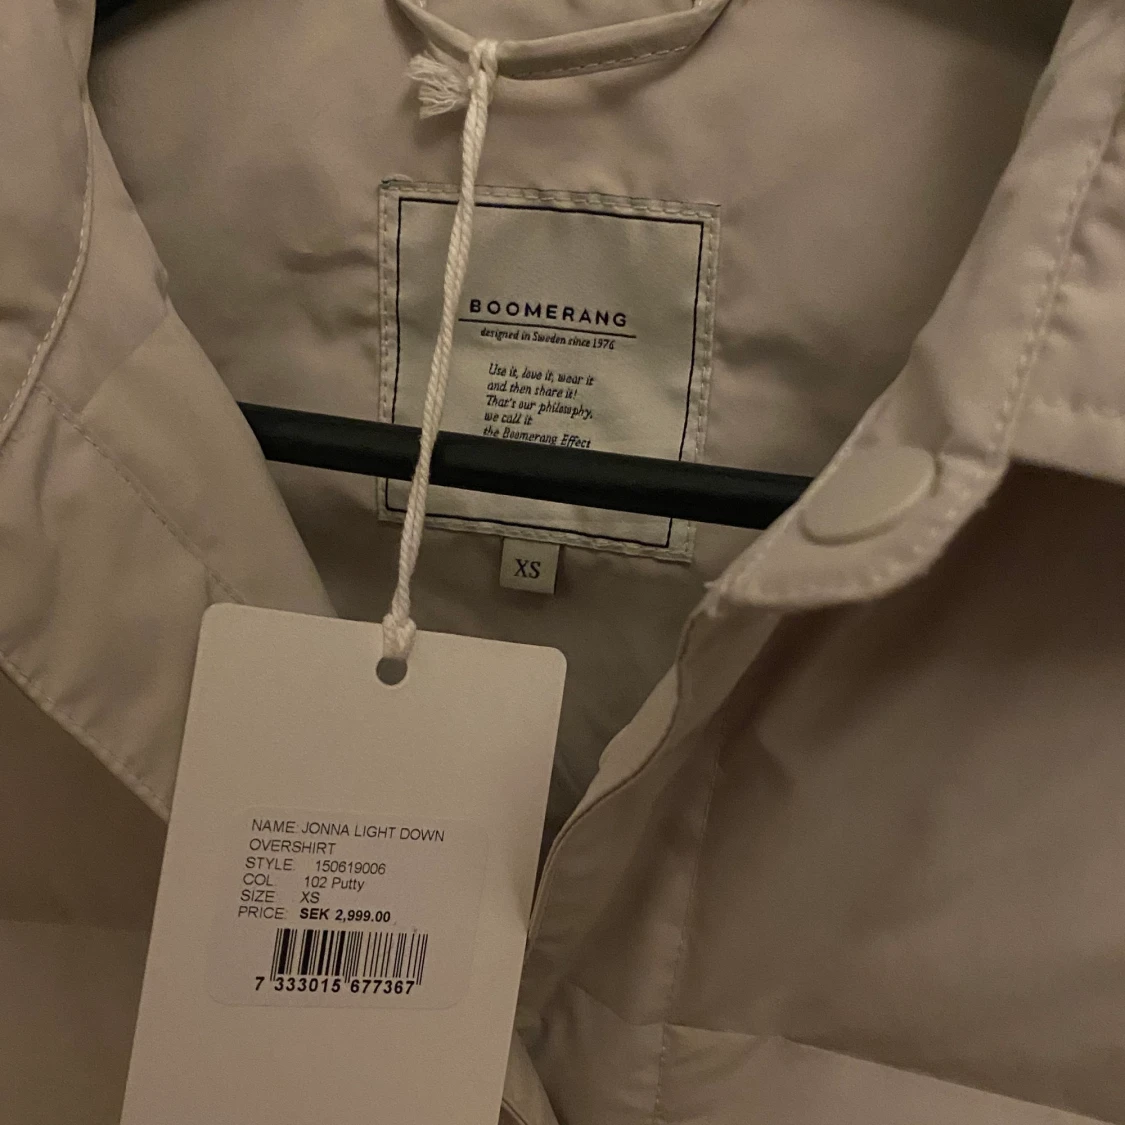 BOOMERANG
designed in Sweden since 1976
Use it, love it, wear it
and then share it!
That's our philosophy,
we call it
the Boomerang Effect
XS
NAME: JONNA LIGHT DOWN
OVERSHIRT
STYLE: 150619006
COL: 102 Putty
SIZE: XS
PRICE: SEK 2,999.00
7 333015 677367